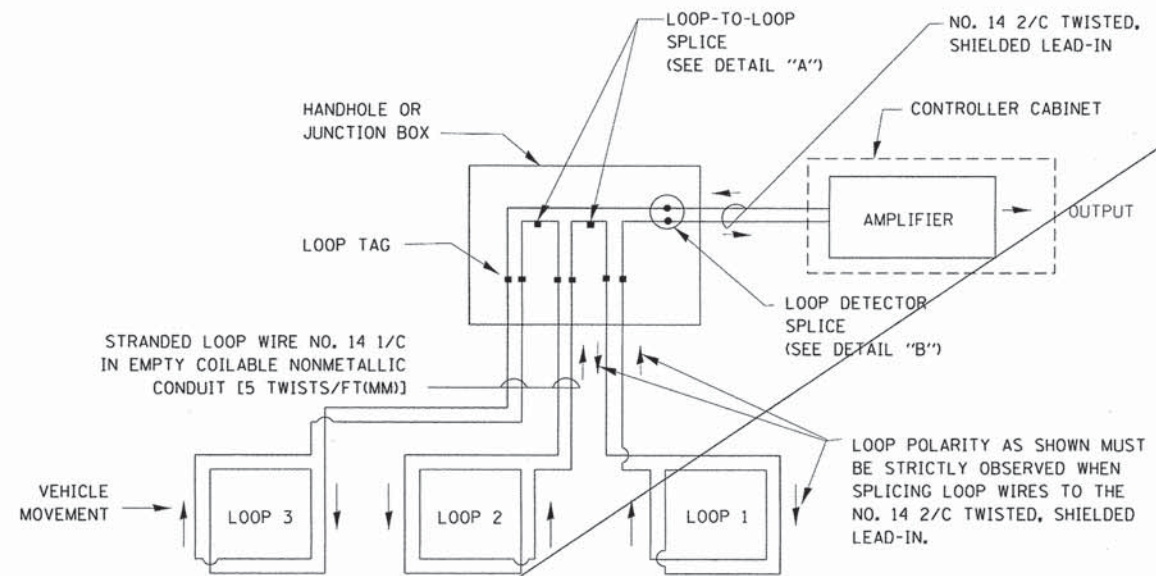 LOOP-TO-LOOP
SPLICE
(SEE DETAIL "A")
NO. 14 2/C TWISTED,
SHIELDED LEAD-IN
HANDHOLE OR
JUNCTION BOX
CONTROLLER CABINET
AMPLIFIER
OUTPUT
LOOP TAG
LOOP DETECTOR
SPLICE
(SEE DETAIL "B")
STRANDED LOOP WIRE NO. 14 1/C
IN EMPTY COILABLE NONMETALLIC
CONDUIT [5 TWISTS/FT(MM)]
LOOP POLARITY AS SHOWN MUST
BE STRICTLY OBSERVED WHEN
SPLICING LOOP WIRES TO THE
NO. 14 2/C TWISTED, SHIELDED
LEAD-IN.
VEHICLE
MOVEMENT
LOOP 3
LOOP 2
LOOP 1